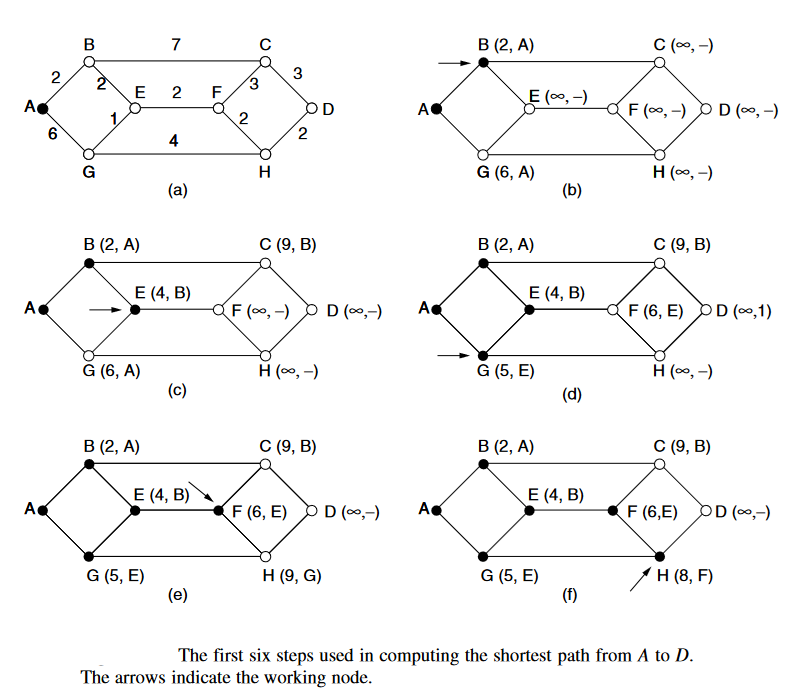 B 7 C
2 2 3 3
A E 2 F D
6 1 2 2
4
G H
(a)
B (2, A) C (∞, –)
E (∞, –)
A F (∞, –) D (∞, –)
G (6, A) H (∞, –)
(b)
B (2, A) C (9, B)
E (4, B)
A F (∞, –) D (∞,–)
G (6, A) H (∞, –)
(c)
B (2, A) C (9, B)
E (4, B)
A F (6, E) D (∞,1)
G (5, E) H (∞, –)
(d)
B (2, A) C (9, B)
E (4, B)
A F (6, E) D (∞,–)
G (5, E) H (9, G)
(e)
B (2, A) C (9, B)
E (4, B)
A F (6,E) D (∞,–)
G (5, E) H (8, F)
(f)
The first six steps used in computing the shortest path from A to D.
The arrows indicate the working node.